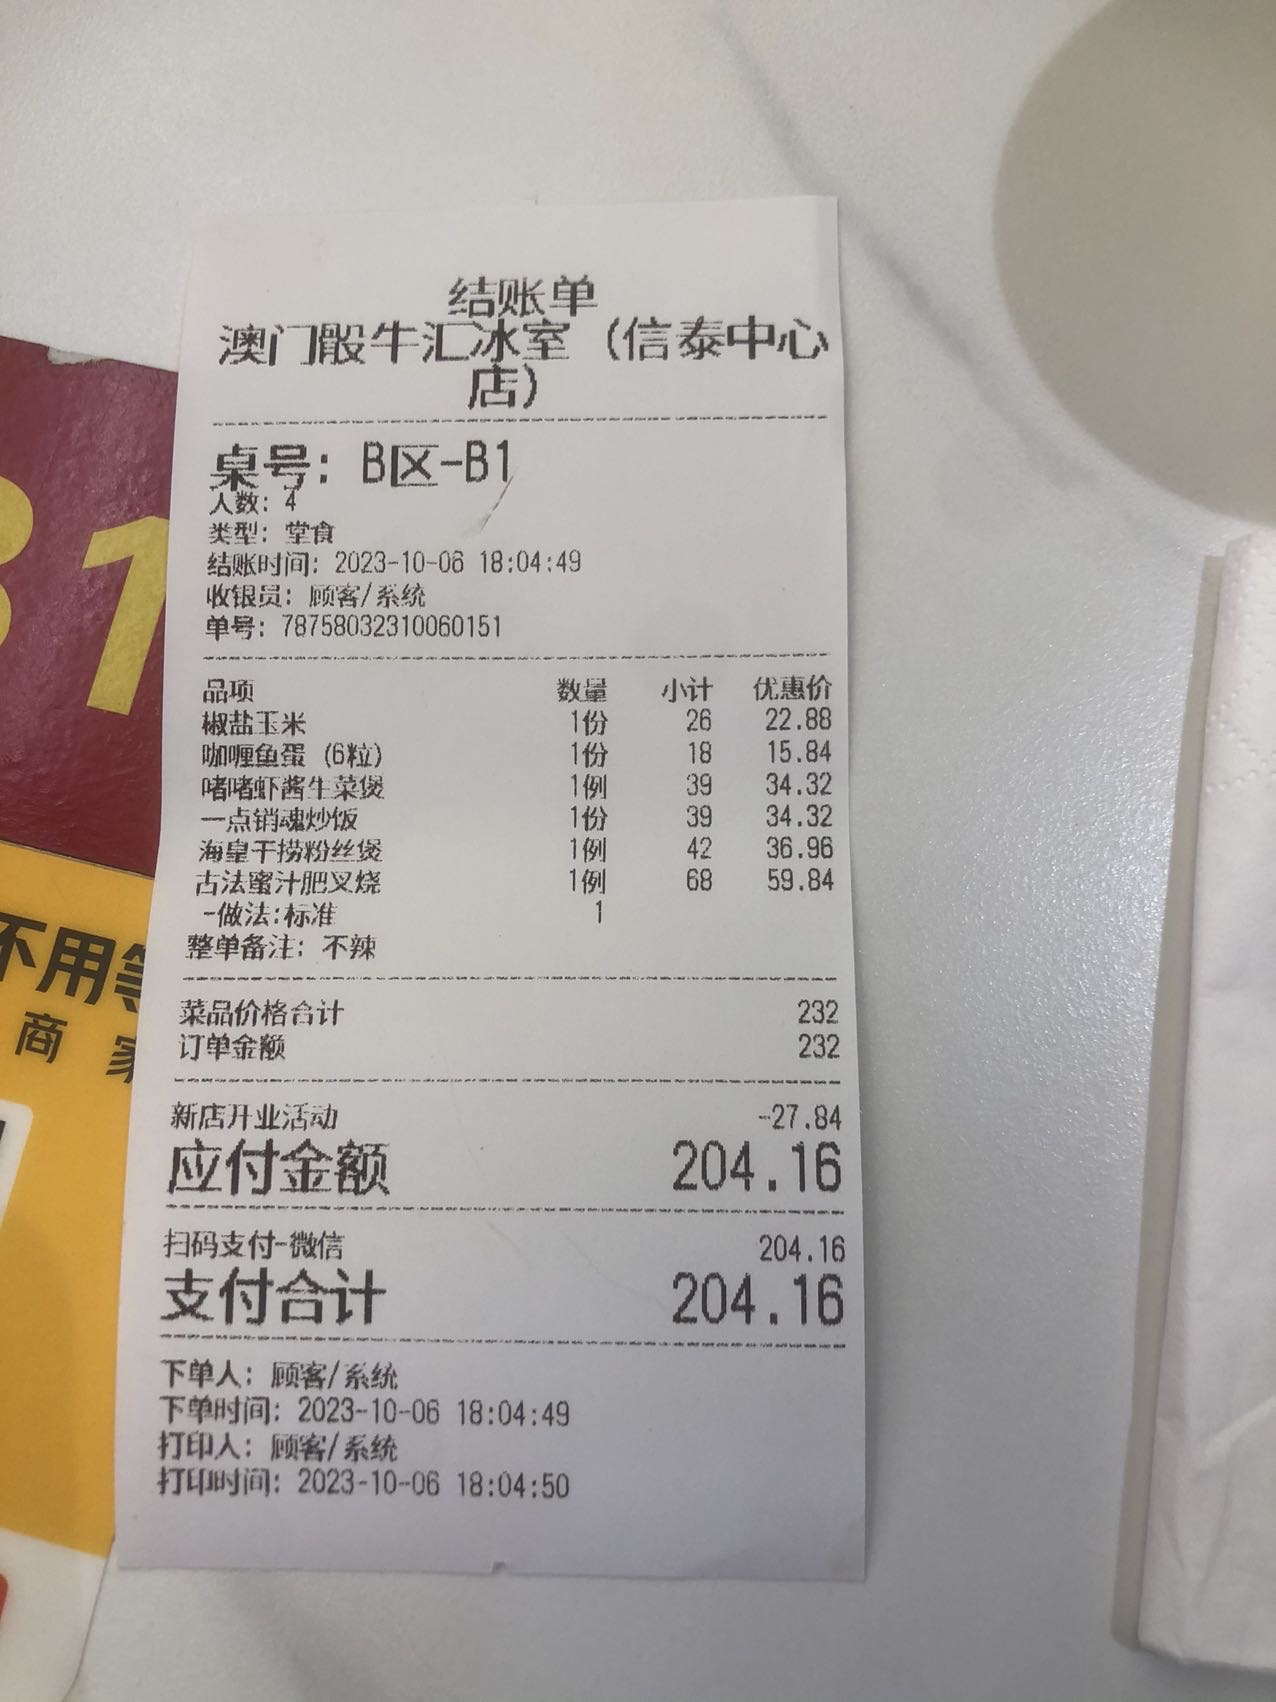 结账单
澳门骰牛汇冰室（信泰中心
店）
桌号：B区-B1
人数：4
类型：堂食
结账时间：2023-10-06 18:04:49
收银员：顾客/系统
单号：78758032310060151
品项 数量 小计 优惠价
椒盐玉米 1份 26 22.88
咖喱鱼蛋（6粒） 1份 18 15.84
啫啫虾酱生菜煲 1例 39 34.32
一点销魂炒饭 1份 39 34.32
海皇干捞粉丝煲 1例 42 36.96
古法蜜汁肥叉烧 1例 68 59.84
-做法:标准 1
整单备注：不辣
菜品价格合计 232
订单金额 232
新店开业活动 -27.84
应付金额 204.16
扫码支付-微信 204.16
支付合计 204.16
下单人：顾客/系统
下单时间：2023-10-06 18:04:49
打印人：顾客/系统
打印时间：2023-10-06 18:04:50
31
不用等
商家